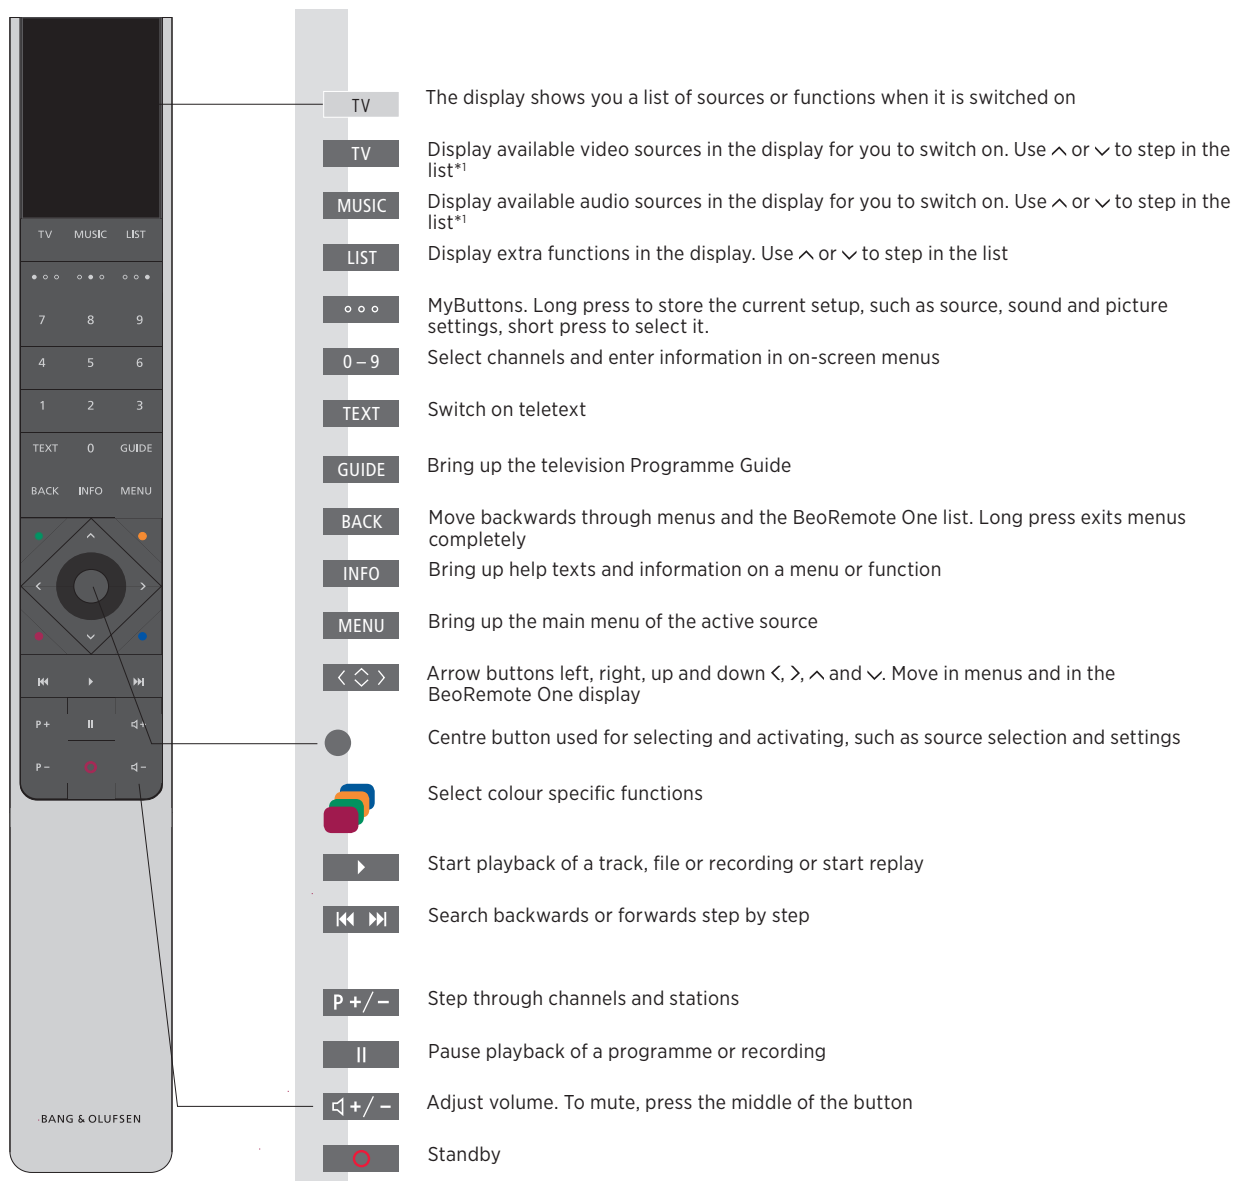 TV MUSIC LIST
7 8 9
4 5 6
1 2 3
TEXT 0 GUIDE
BACK INFO MENU
P + +
P – –
BANG & OLUFSEN
TV The display shows you a list of sources or functions when it is switched on
TV Display available video sources in the display for you to switch on. Use or to step in the
list*1
MUSIC Display available audio sources in the display for you to switch on. Use or to step in the
list*1
LIST Display extra functions in the display. Use or to step in the list
MyButtons. Long press to store the current setup, such as source, sound and picture
settings, short press to select it.
0 – 9 Select channels and enter information in on-screen menus
TEXT Switch on teletext
GUIDE Bring up the television Programme Guide
BACK Move backwards through menus and the BeoRemote One list. Long press exits menus
completely
INFO Bring up help texts and information on a menu or function
MENU Bring up the main menu of the active source
Arrow buttons left, right, up and down , , and . Move in menus and in the
BeoRemote One display
Centre button used for selecting and activating, such as source selection and settings
Select colour specific functions
Start playback of a track, file or recording or start replay
Search backwards or forwards step by step
P +/– Step through channels and stations
Pause playback of a programme or recording
+/– Adjust volume. To mute, press the middle of the button
Standby